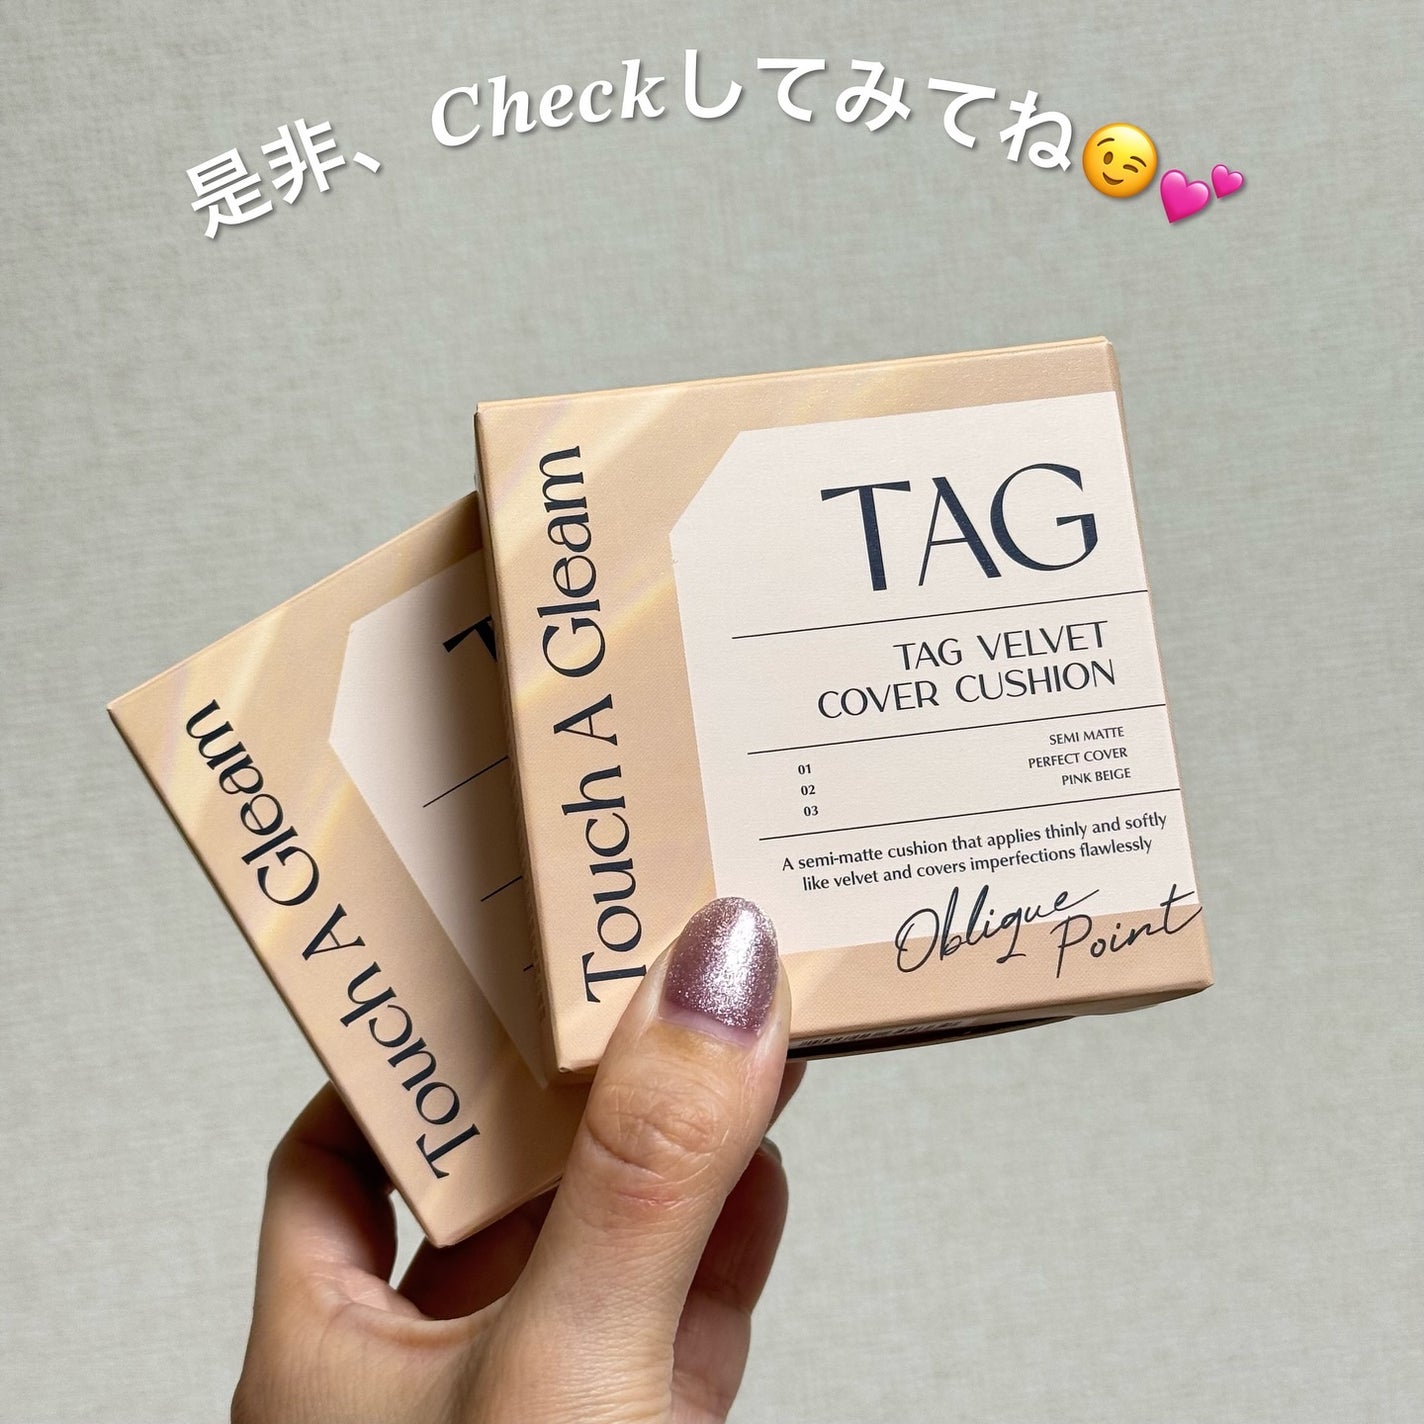 是非、Checkしてみてね😉💕
Touch A Gleam
TAG
TAG VELVET
COVER CUSHION
01 SEMI MATTE
02 PERFECT COVER
03 PINK BEIGE
A semi-matte cushion that applies thinly and softly
like velvet and covers imperfections flawlessly
Oblique
Point
Touch A Gleam
T